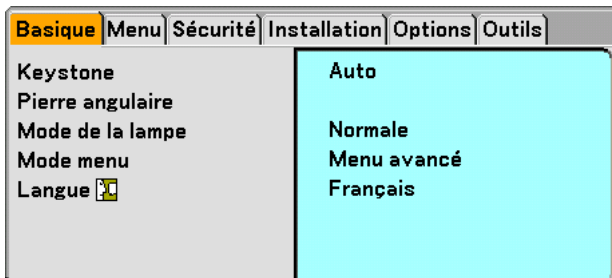 Basique Menu Sécurité Installation Options Outils
Keystone Auto
Pierre angulaire
Mode de la lampe Normale
Mode menu Menu avancé
Langue Français